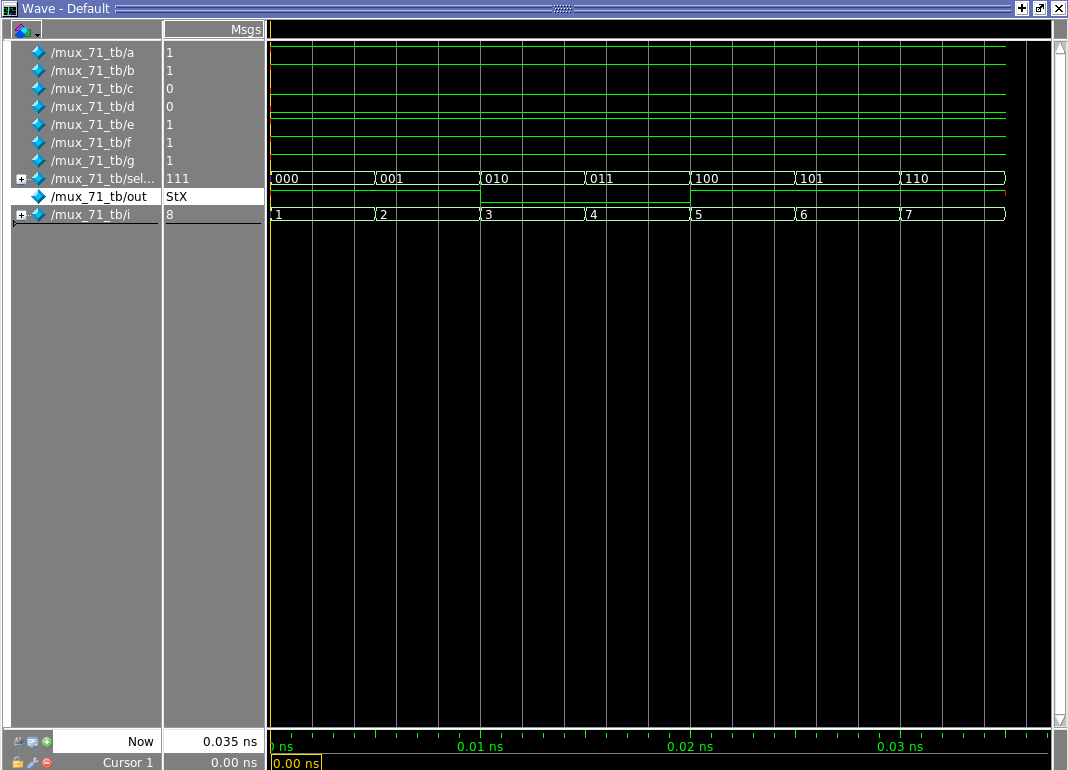 Wave - Default
Msgs
/mux_71_tb/a 1
/mux_71_tb/b 1
/mux_71_tb/c 0
/mux_71_tb/d 0
/mux_71_tb/e 1
/mux_71_tb/f 1
/mux_71_tb/g 1
/mux_71_tb/sel... 111 000 001 010 011 100 101 110
/mux_71_tb/out StX
/mux_71_tb/i 8 1 2 3 4 5 6 7
Now 0.035 ns 0 ns 0.01 ns 0.02 ns 0.03 ns
Cursor 1 0.00 ns 0.00 ns